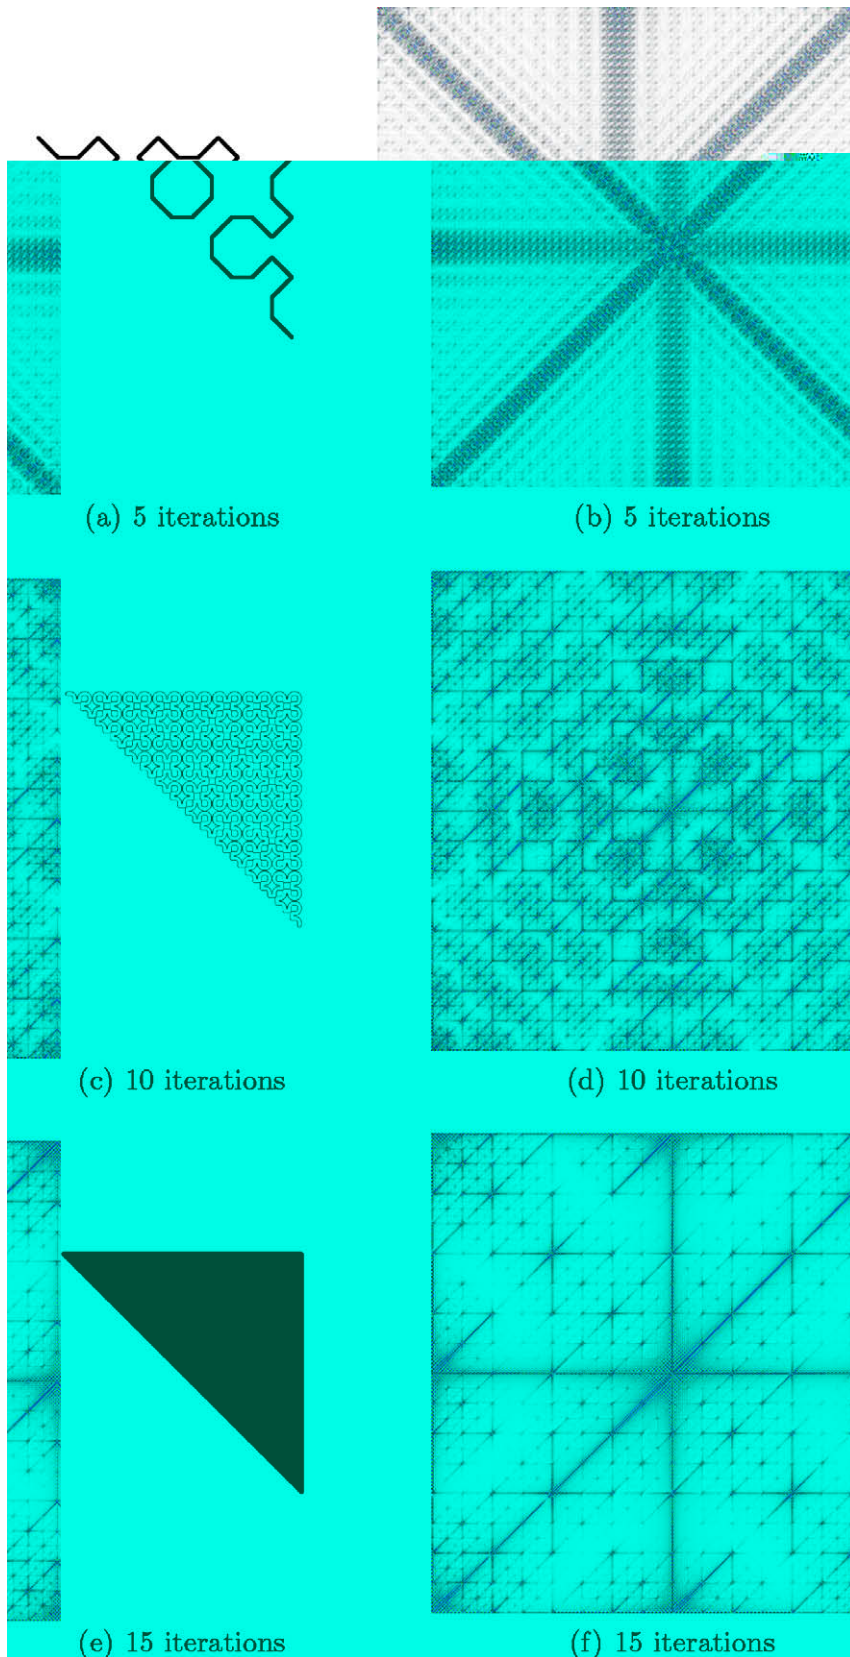 (a) 5 iterations
(b) 5 iterations
(c) 10 iterations
(d) 10 iterations
(e) 15 iterations
(f) 15 iterations